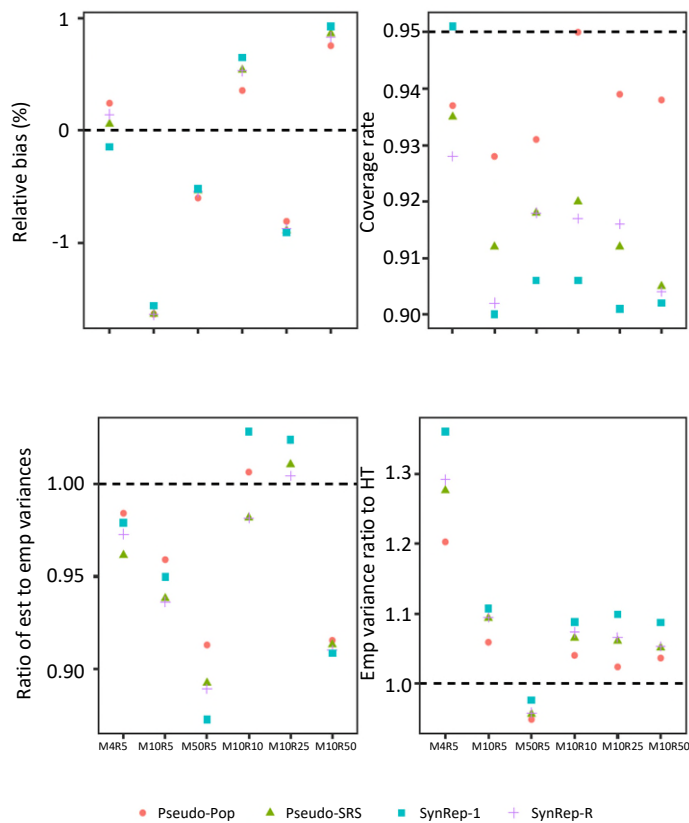 1
0
-1
Relative bias (%)
0.95
0.94
0.93
0.92
0.91
0.90
Coverage rate
1.00
0.95
0.90
Ratio of est to emp variances
M4R5 M10R5 M50R5 M10R10 M10R25 M10R50
1.3
1.2
1.1
1.0
Emp variance ratio to HT
M4R5 M10R5 M50R5 M10R10 M10R25 M10R50
Pseudo-Pop Pseudo-SRS SynRep-1 SynRep-R